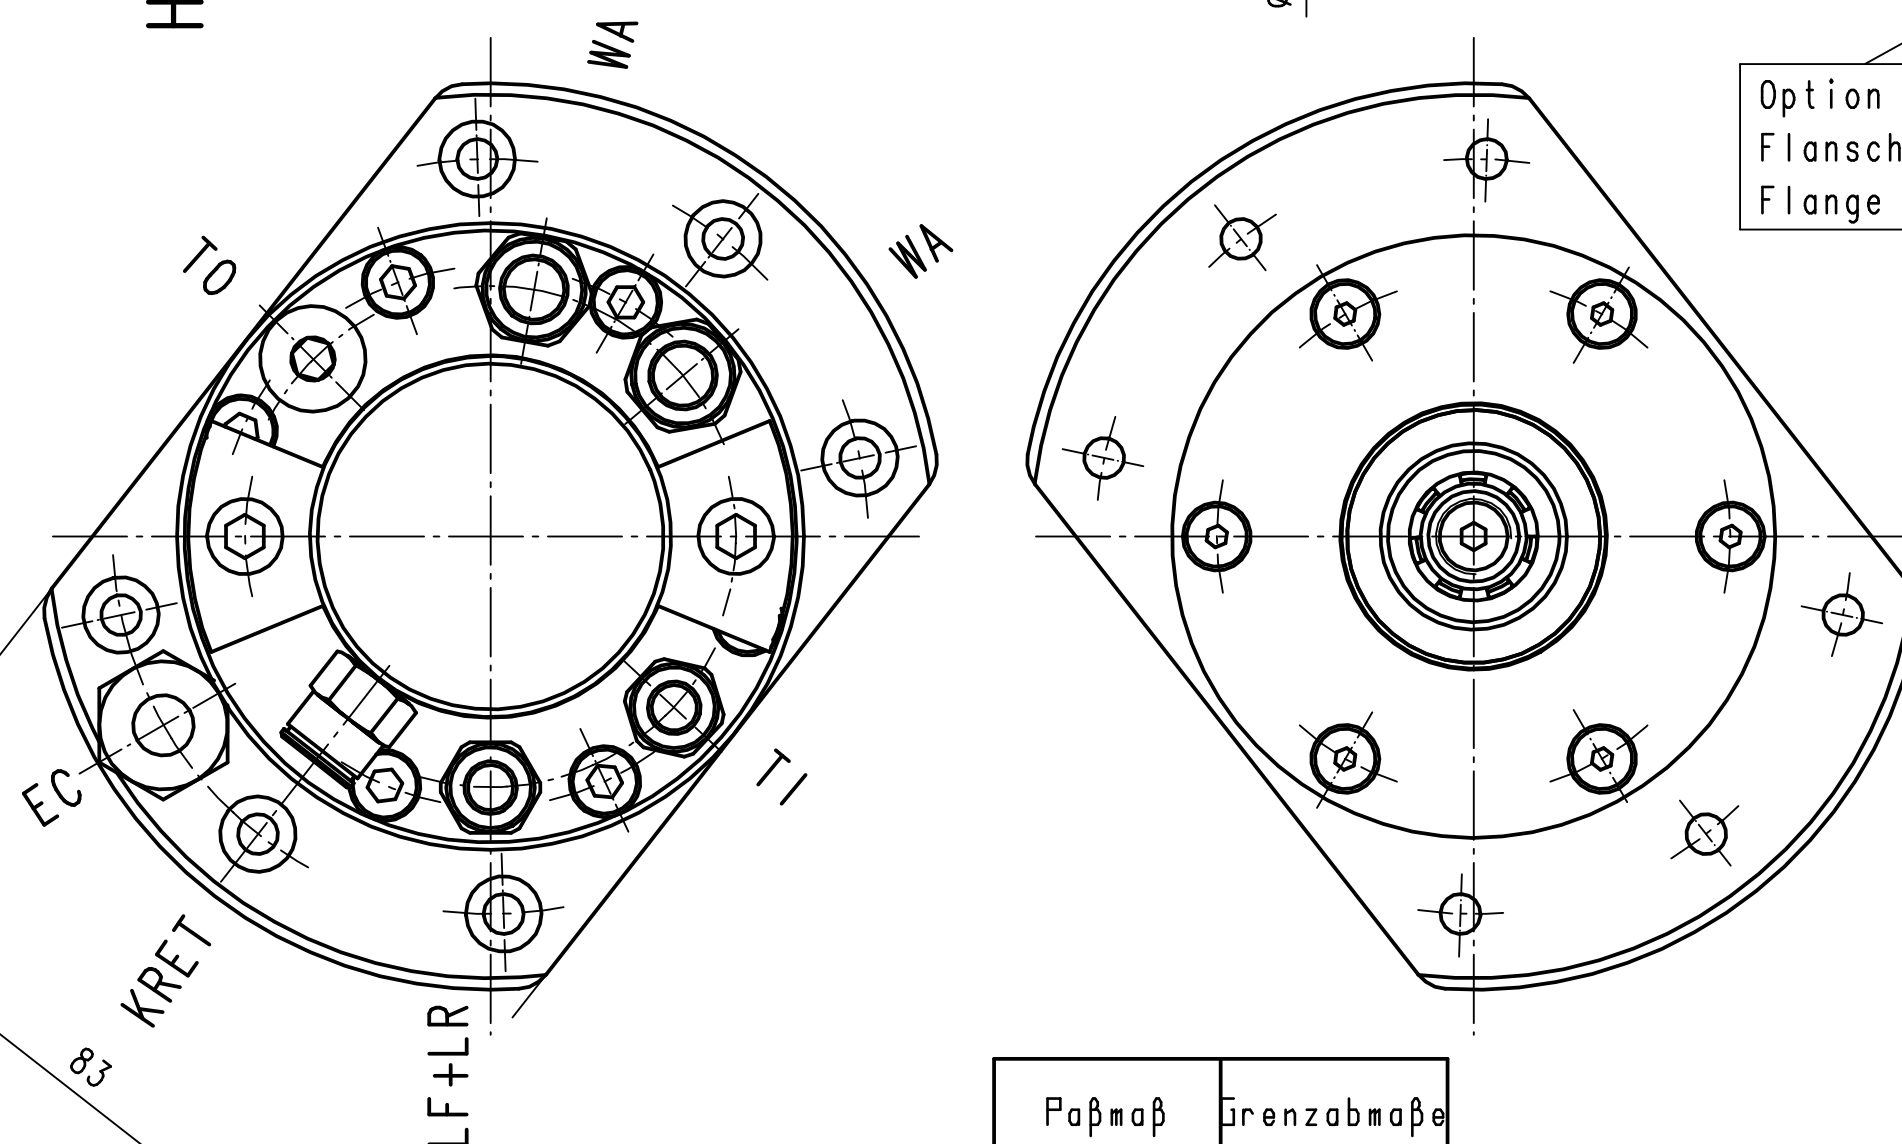 H
WA
Option
Flansch
Flange
TO
WA
EC
TI
KRET
83
LF+LR
Paßmaß
Grenzabmaße